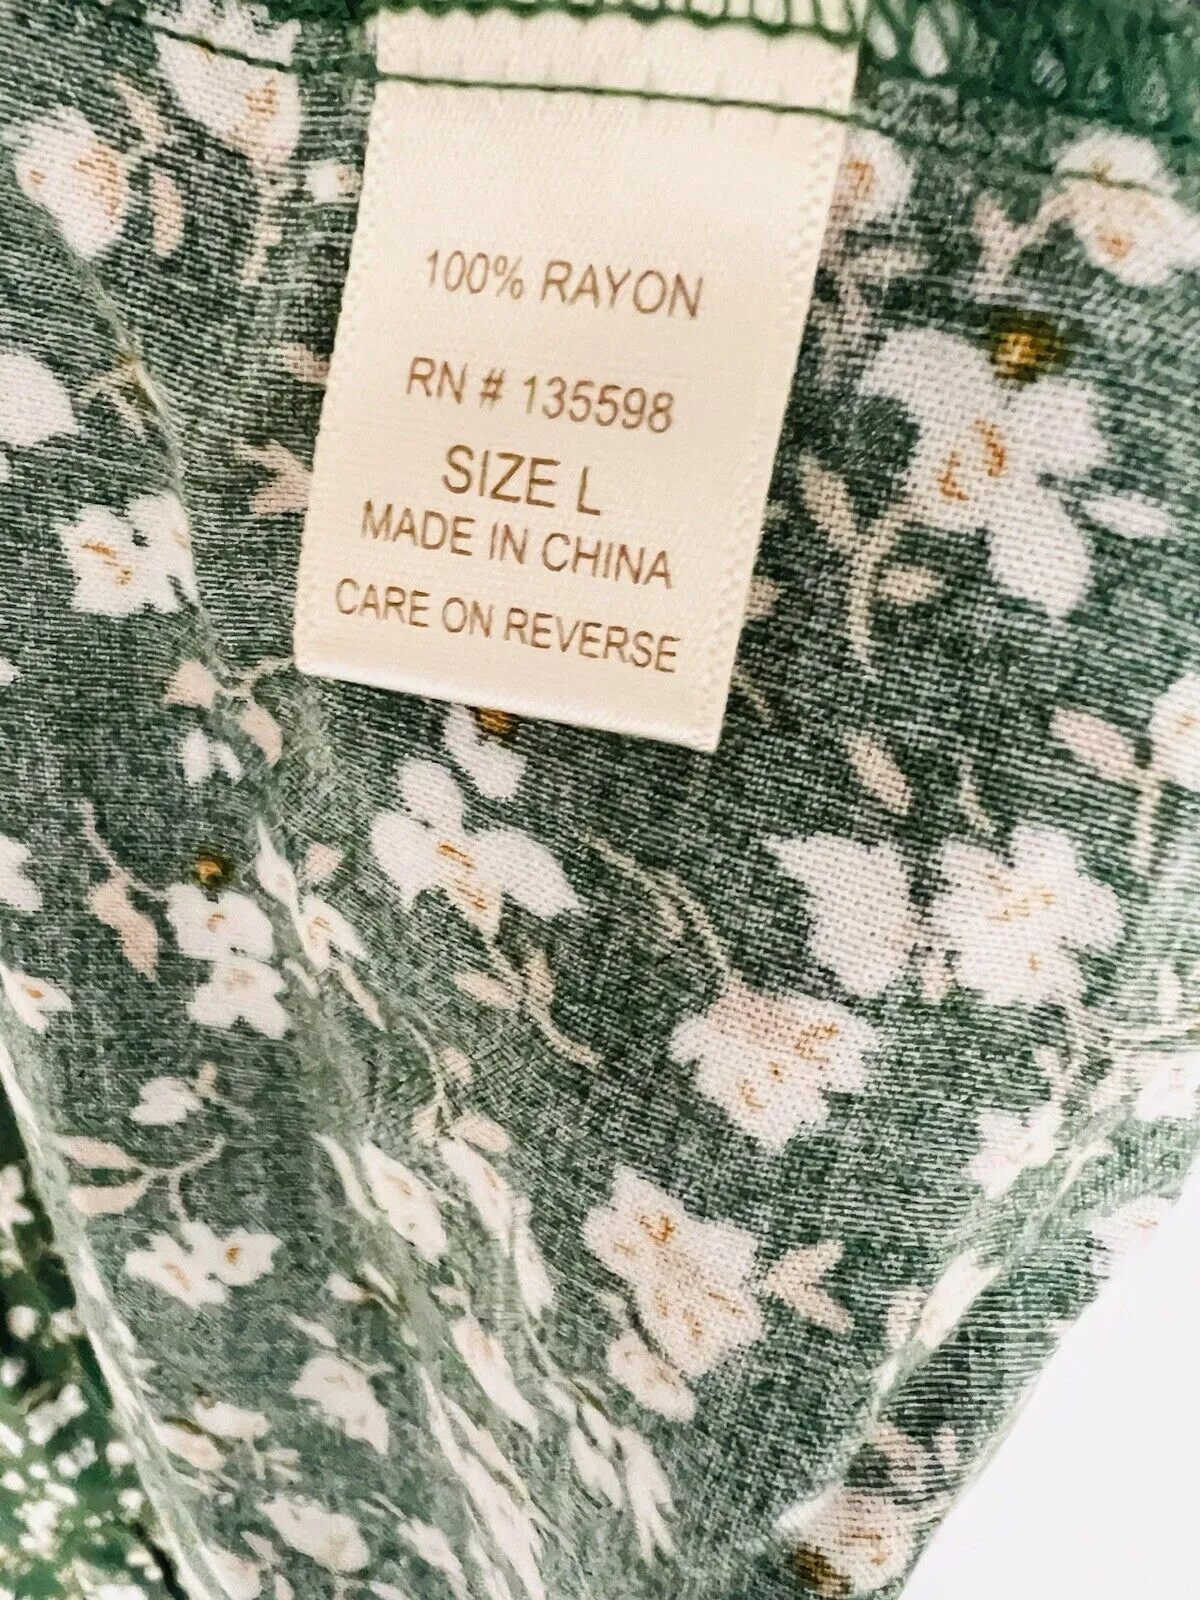 100% RAYON
RN # 135598
SIZE L
MADE IN CHINA
CARE ON REVERSE